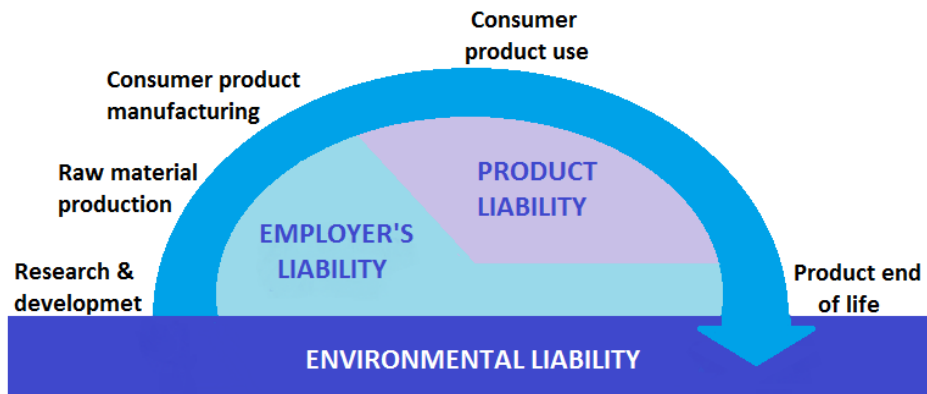 Consumer
product use
Consumer product
manufacturing
Raw material
production
PRODUCT
LIABILITY
EMPLOYER'S
LIABILITY
Research &
developmet
Product end
of life
ENVIRONMENTAL LIABILITY